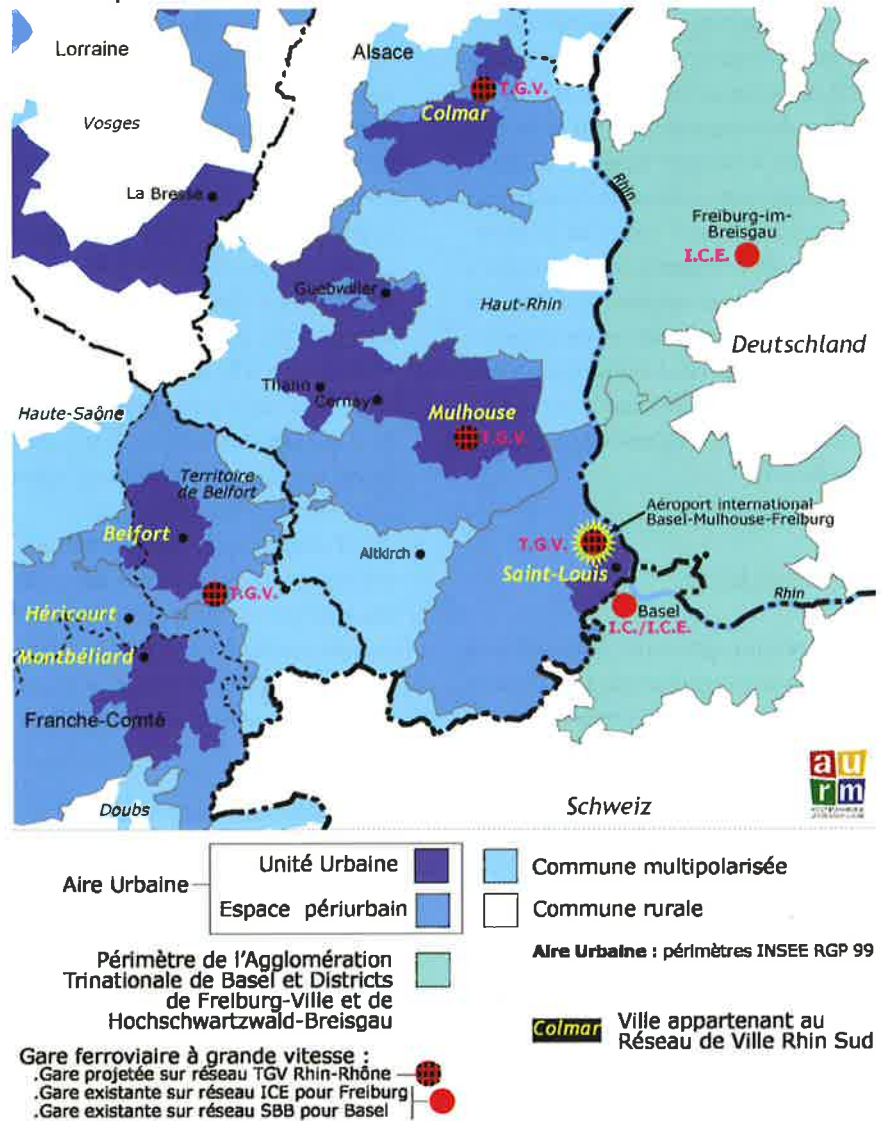 Lorraine
Alsace
Vosges
T.G.V.
Colmar
La Bresse
Rhin
Freiburg-im-
Breisgau
I.C.E.
Guebwiller
Haut-Rhin
Deutschland
Thann
Cernay
Mulhouse
T.G.V.
Haute-Saône
Territoire
de Belfort
Aéroport international
Basel-Mulhouse-Freiburg
Belfort
T.G.V.
Altkirch
Saint-Louis
T.G.V.
Rhin
Héricourt
Basel
I.C./I.C.E.
Montbéliard
Franche-Comté
Doubs
Schweiz
au
rm
Aire Urbaine
Unité Urbaine
Espace périurbain
Commune multipolarisée
Commune rurale
Aire Urbaine : périmètres INSEE RGP 99
Périmètre de l'Agglomération
Trinationale de Basel et Districts
de Freiburg-Ville et de
Hochschwartzwald-Breisgau
Colmar
Ville appartenant au
Réseau de Ville Rhin Sud
Gare ferroviaire à grande vitesse :
.Gare projetée sur réseau TGV Rhin-Rhône
.Gare existante sur réseau ICE pour Freiburg
.Gare existante sur réseau SBB pour Basel